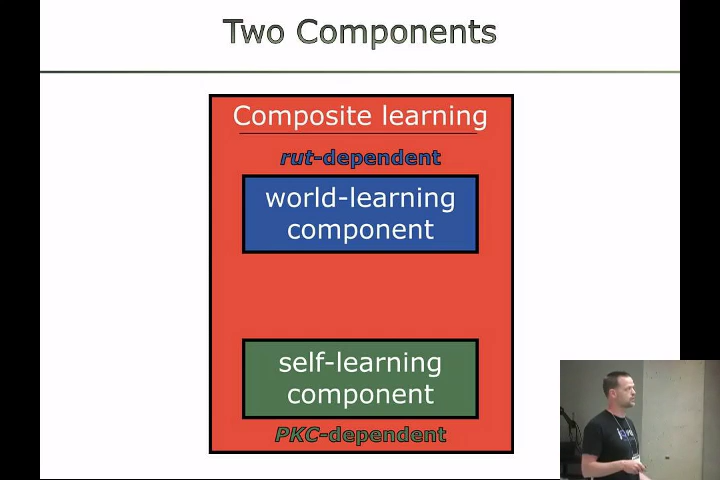 Two Components
Composite learning
rut-dependent
world-learning
component
self-learning
component
PKC-dependent